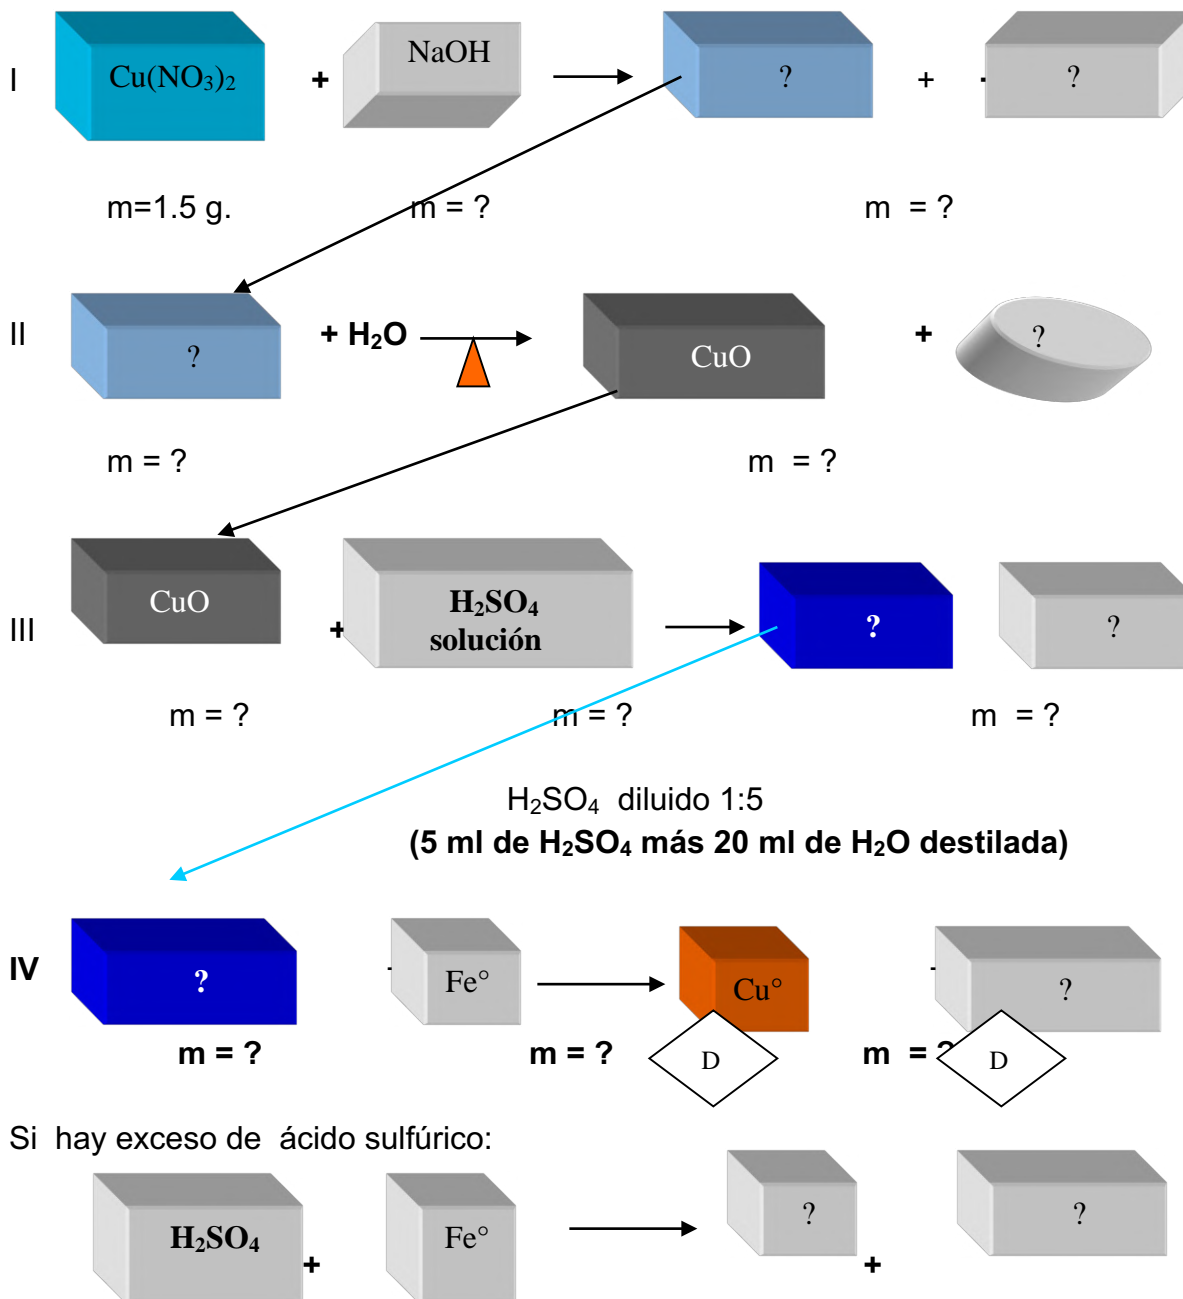 I Cu(NO₃)₂ + NaOH ? + ?
m=1.5 g. m = ? m = ?
II ? + H₂O CuO + ?
m = ? m = ?
III CuO + H₂SO₄ solución ? ?
m = ? m = ? m = ?
H₂SO₄ diluido 1:5
(5 ml de H₂SO₄ más 20 ml de H₂O destilada)
IV ? Fe° Cu° ?
m = ? m = ? D m = ? D
Si hay exceso de ácido sulfúrico:
H₂SO₄ + Fe° ? + ?